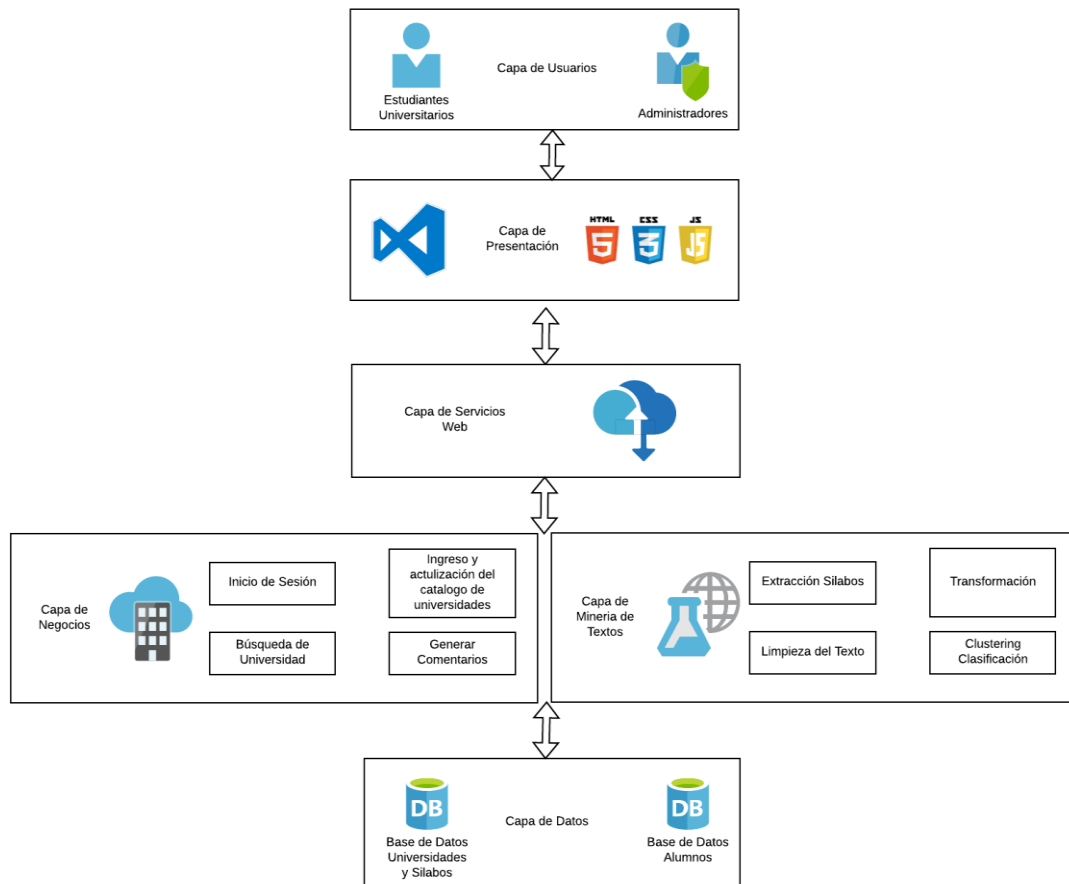 Capa de Usuarios
Estudiantes
Universitarios
Administradores
Capa de
Presentación
HTML
5
CSS
3
JS
JS
Capa de Servicios
Web
Capa de
Negocios
Inicio de Sesión
Ingreso y
actulización del
catalogo de
universidades
Búsqueda de
Universidad
Generar
Comentarios
Capa de
Mineria de
Textos
Extracción Silabos
Transformación
Limpieza del Texto
Clustering
Clasificación
DB
Base de Datos
Universidades
y Silabos
Capa de Datos
DB
Base de Datos
Alumnos